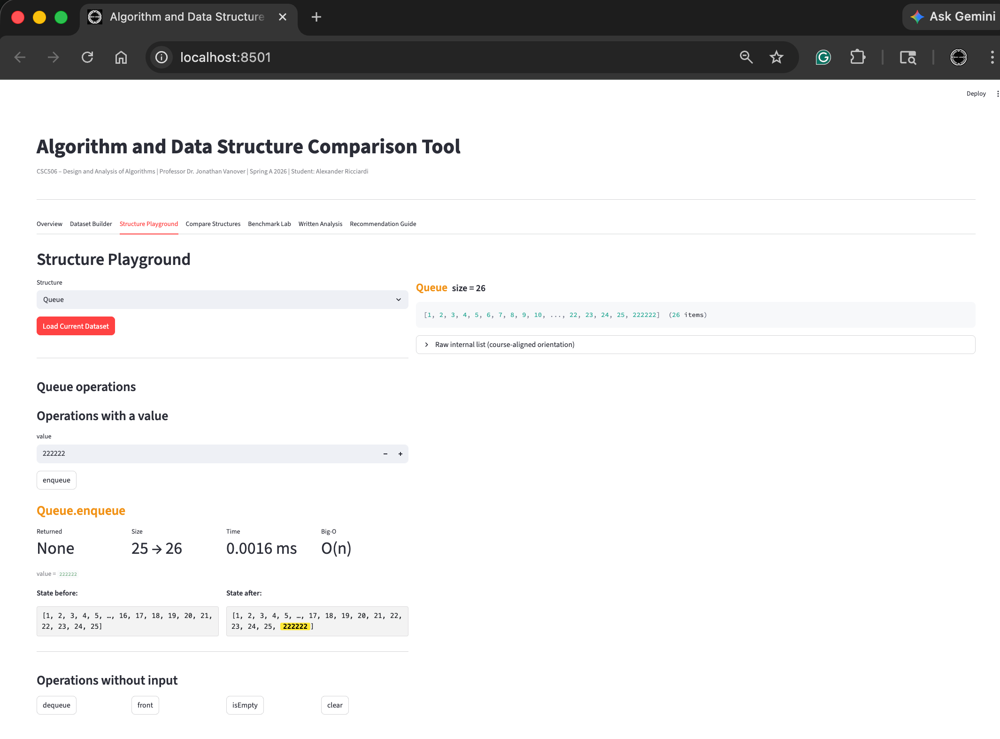 Algorithm and Data Structure
Ask Gemini
localhost:8501
Deploy
Algorithm and Data Structure Comparison Tool
CSC506 – Design and Analysis of Algorithms | Professor Dr. Jonathan Vanover | Spring A 2026 | Student: Alexander Ricciardi
Overview Dataset Builder Structure Playground Compare Structures Benchmark Lab Written Analysis Recommendation Guide
Structure Playground
Structure
Queue
Load Current Dataset
Queue size = 26
[1, 2, 3, 4, 5, 6, 7, 8, 9, 10, ..., 22, 23, 24, 25, 222222] (26 items)
Raw internal list (course-aligned orientation)
Queue operations
Operations with a value
value
222222
− +
enqueue
Queue.enqueue
Returned Size Time Big-O
None 25 → 26 0.0016 ms O(n)
value = 222222
State before:
[1, 2, 3, 4, 5, …, 16, 17, 18, 19, 20, 21,
22, 23, 24, 25]
State after:
[1, 2, 3, 4, 5, …, 17, 18, 19, 20, 21, 22,
23, 24, 25, 222222]
Operations without input
dequeue front isEmpty clear